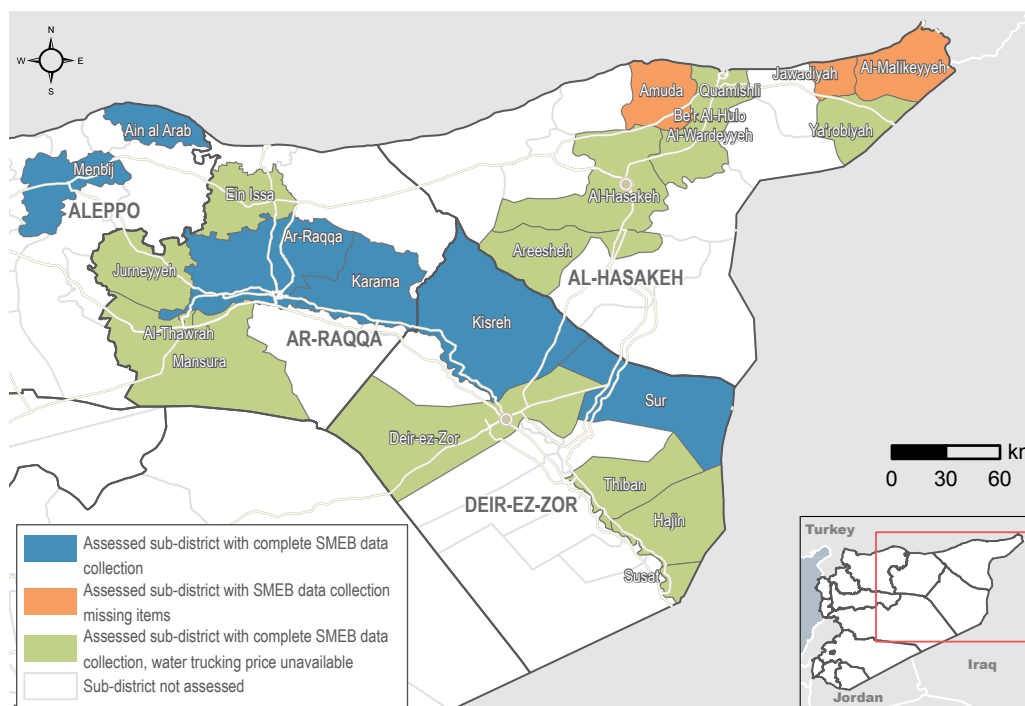 N
W E
S
Ain al Arab
Menbij
ALEPPO
Ein Issa
Jurneyyeh
Ar-Raqqa
Karama
Al-Thawrah
Mansura
AR-RAQQA
Amuda
Quamishli
Jawadiyah
Al-Malikeyyeh
Be'r Al-Hulo
Al-Wardeyyeh
Ya'robiyah
Al-Hasakeh
Areesheh
AL-HASAKEH
Kisreh
Sur
Deir-ez-Zor
DEIR-EZ-ZOR
Thiban
Hajin
Susat
km
0 30 60
Assessed sub-district with complete SMEB data
collection
Assessed sub-district with SMEB data collection
missing items
Assessed sub-district with complete SMEB data
collection, water trucking price unavailable
Sub-district not assessed
Turkey
Iraq
Jordan